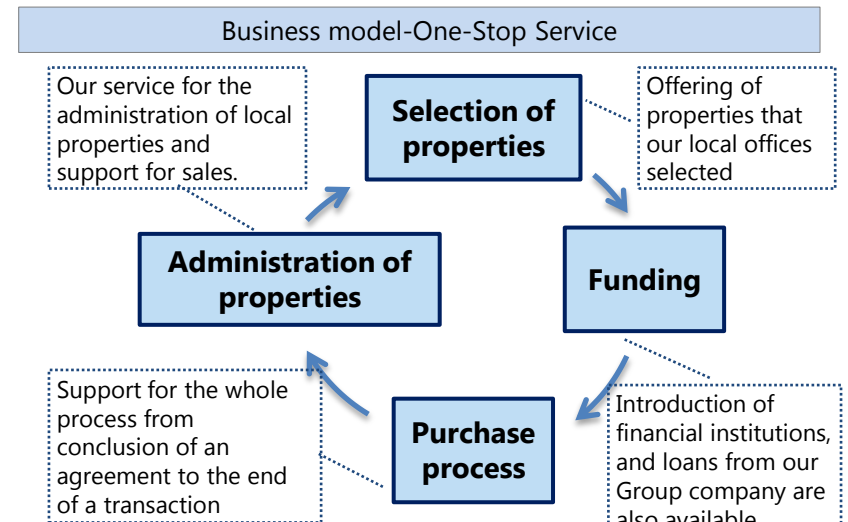 Business model-One-Stop Service
Our service for the
administration of local
properties and
support for sales.
Selection of
properties
Offering of
properties that
our local offices
selected
Administration of
properties
Funding
Support for the whole
process from
conclusion of an
agreement to the end
of a transaction
Purchase
process
Introduction of
financial institutions,
and loans from our
Group company are
also available